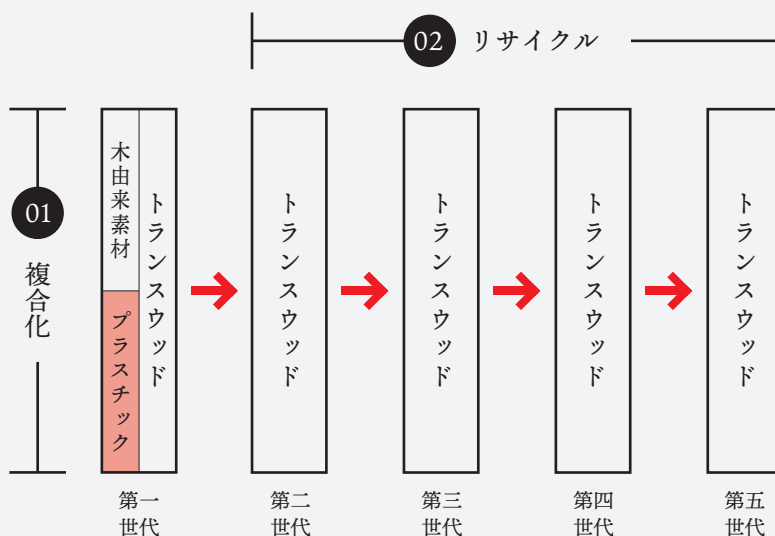 02 リサイクル
01
複合化
木由来素材
プラスチック
トランスウッド
トランスウッド
トランスウッド
トランスウッド
トランスウッド
第一
世代
第二
世代
第三
世代
第四
世代
第五
世代